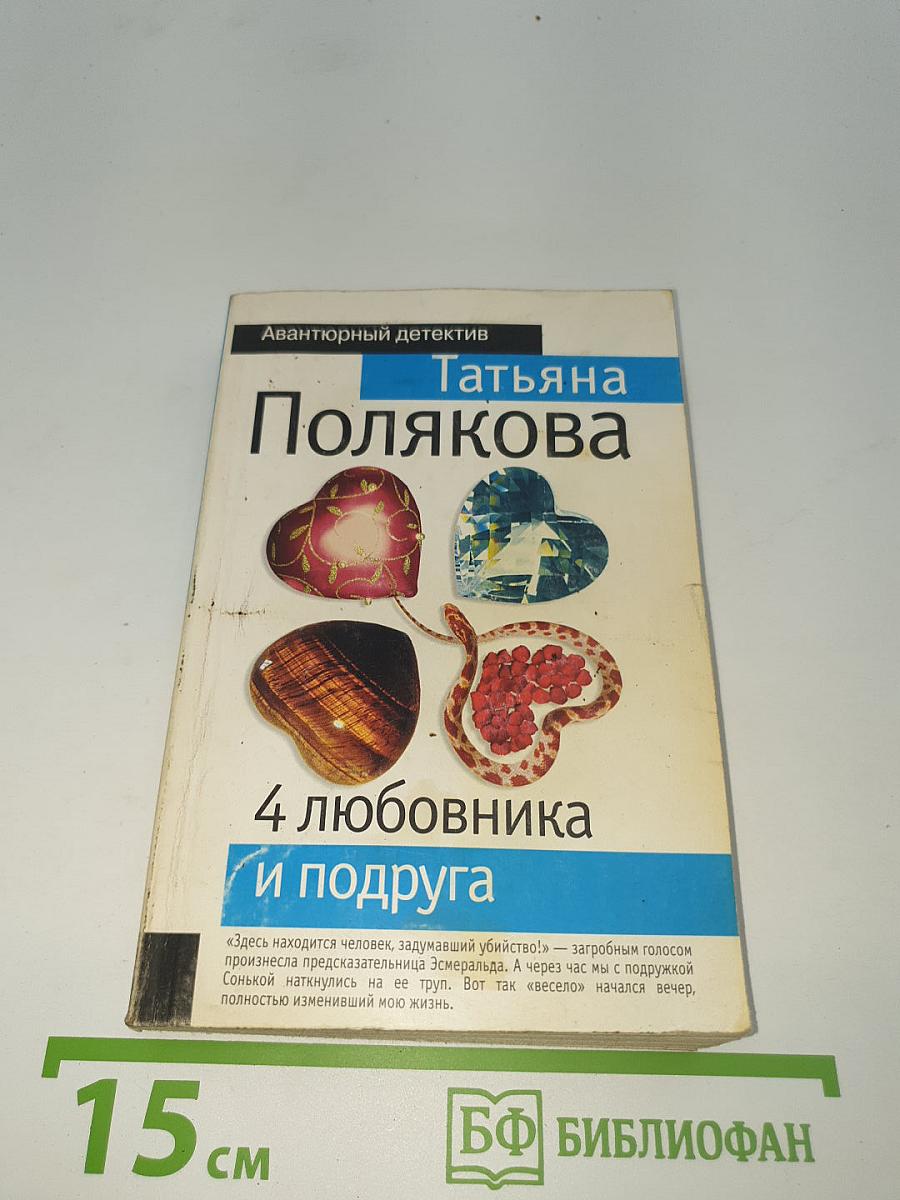 Авантюрный детектив
Татьяна
Полякова
4 любовника
и подруга
«Здесь находится человек, задумавший убийство!» — загробным голосом
произнесла предсказательница Эсмеральда. А через час мы с подружкой
Сонькой наткнулись на ее труп. Вот так «весело» начался вечер,
полностью изменивший мою жизнь.
15 см
БФ БИБЛИОФАН